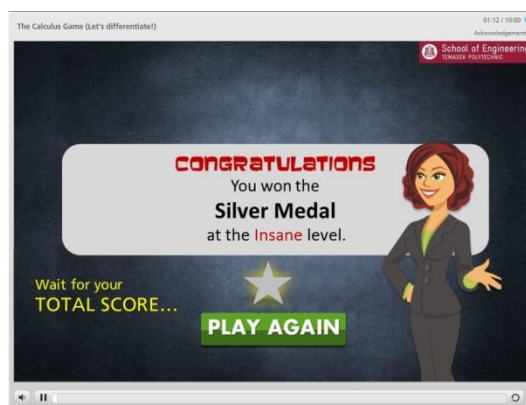 The Calculus Game (Let's differentiate!)
01:12 / 10:00
Acknowledgement
School of Engineering
TEMASEK POLYTECHNIC
CONGRATULATIONS
You won the
Silver Medal
at the Insane level.
Wait for your
TOTAL SCORE...
PLAY AGAIN